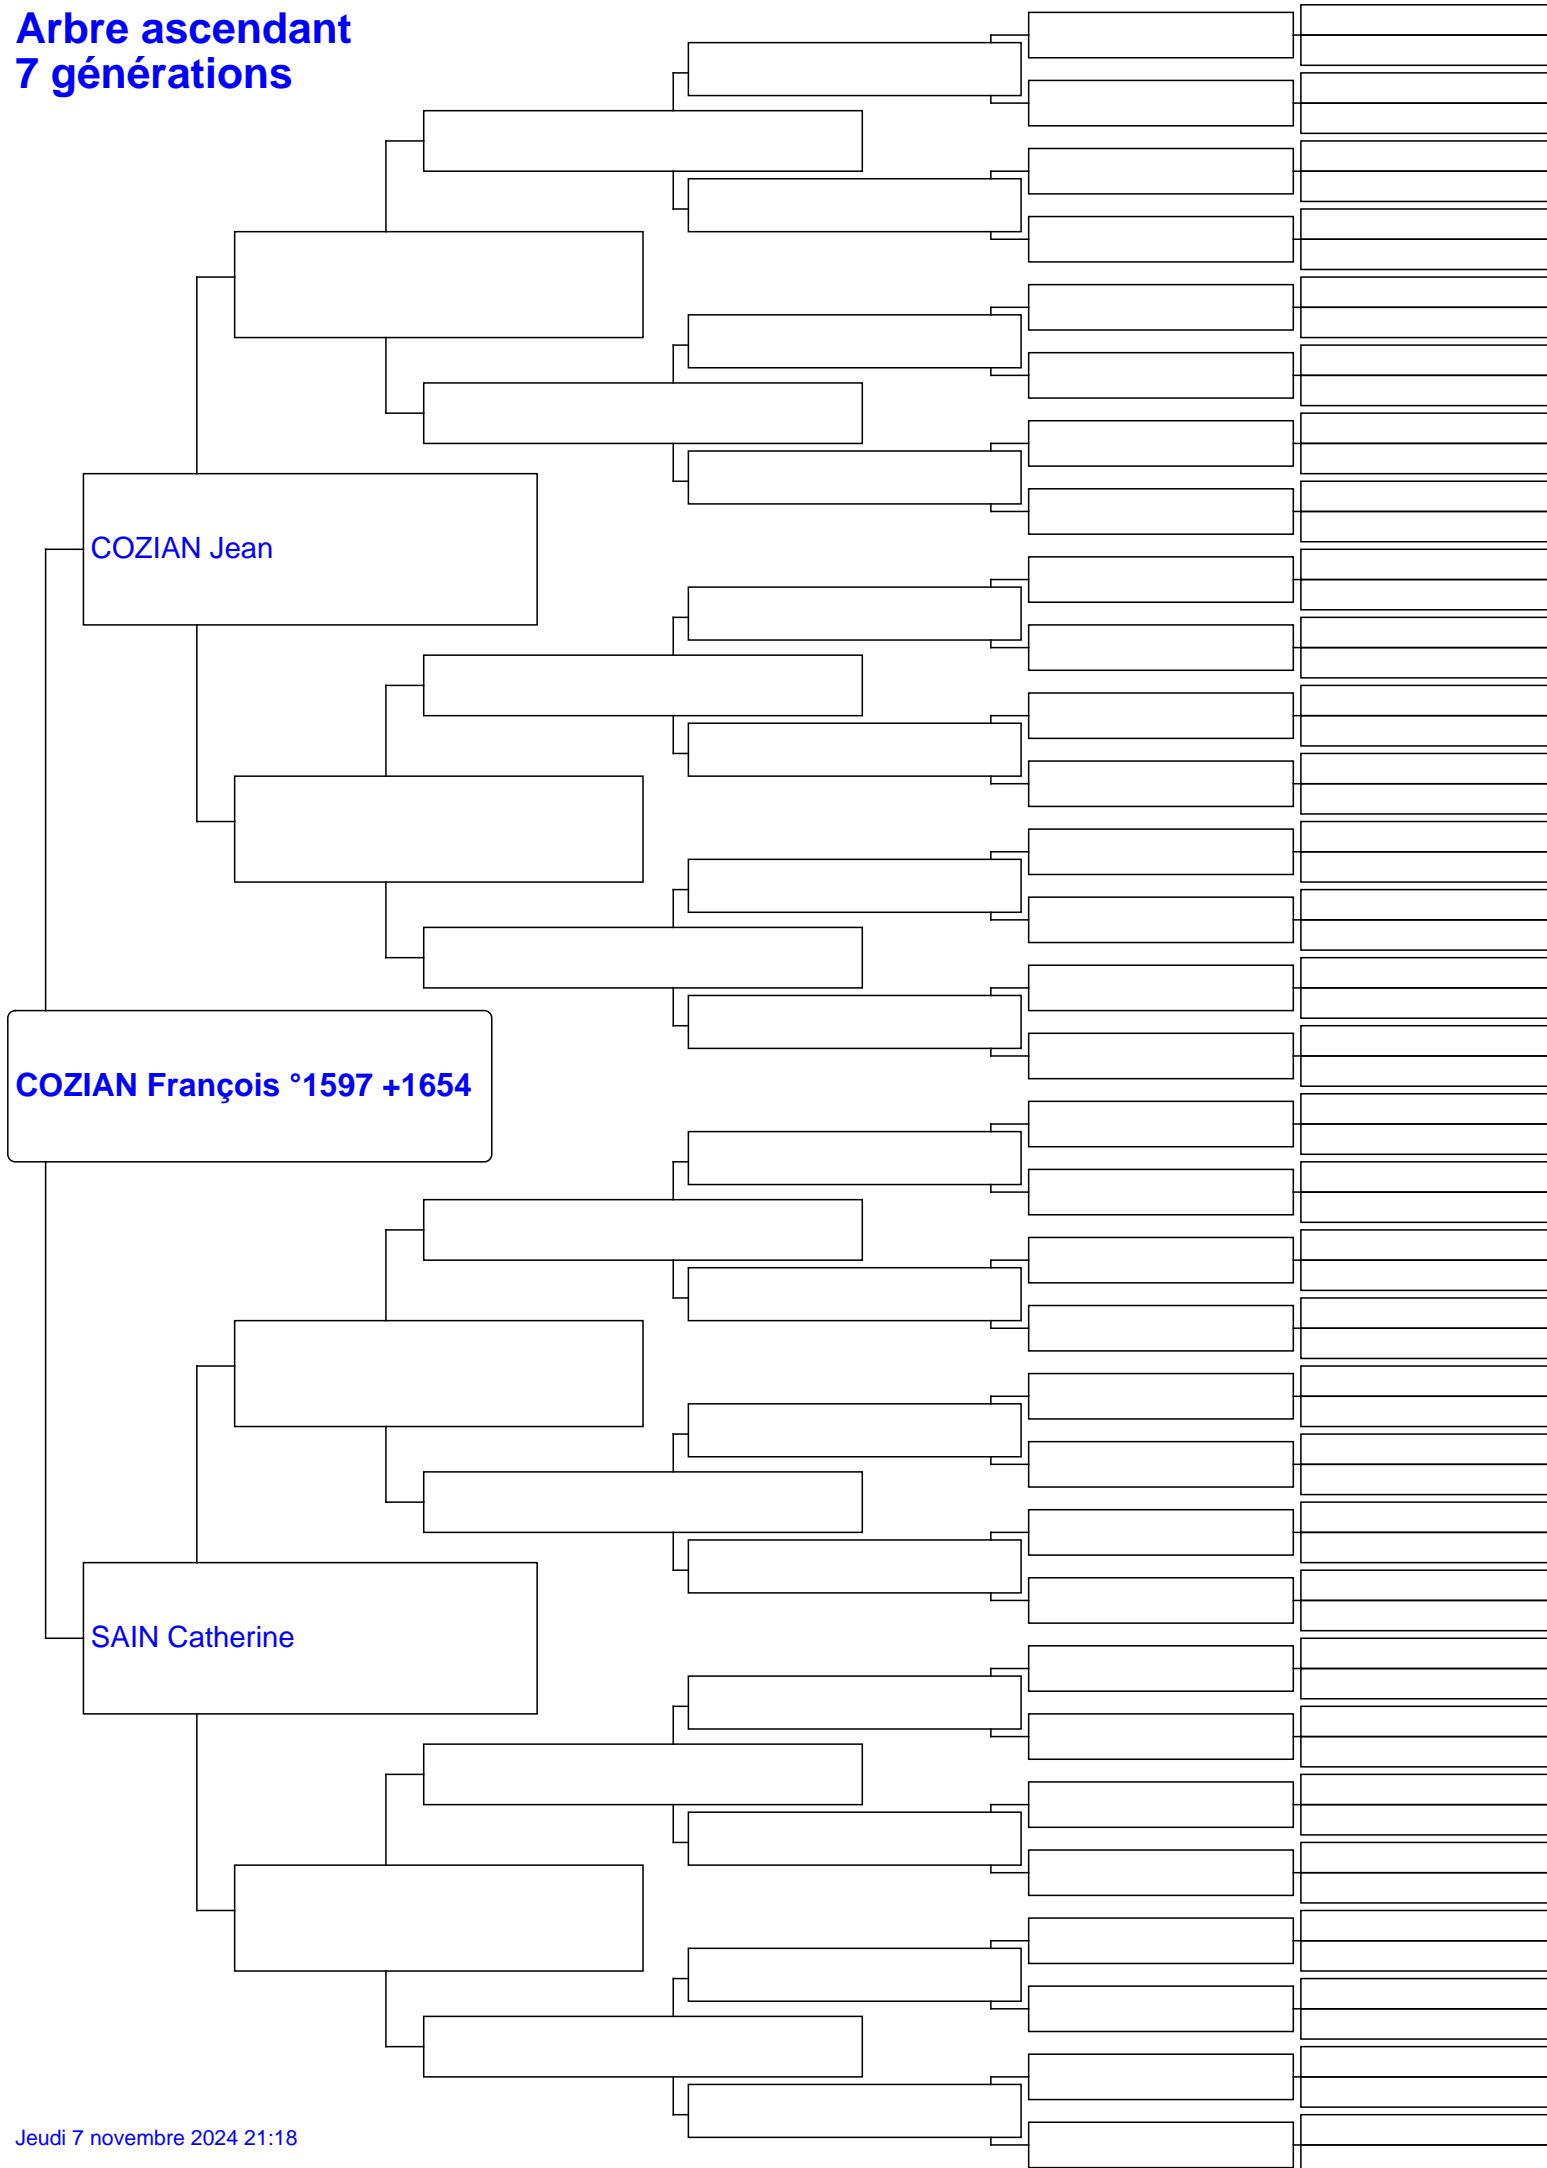 Arbre ascendant
7 générations
COZIAN Jean
COZIAN François °1597 +1654
SAIN Catherine
Jeudi 7 novembre 2024 21:18